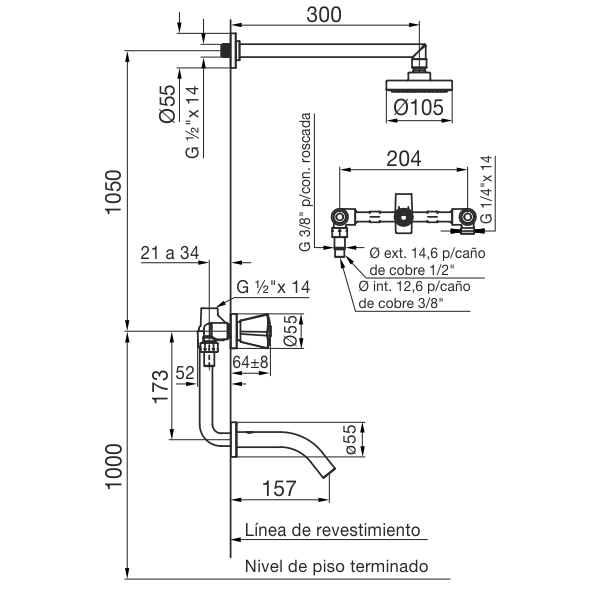 300
Ø55
G ½"x 14
Ø105
1050
G 3/8" p/con. roscada
204
G 1/4"x 14
21 a 34
Ø ext. 14,6 p/caño
de cobre 1/2"
Ø int. 12,6 p/caño
de cobre 3/8"
G ½"x 14
Ø55
64±8
52
173
ø55
1000
157
Línea de revestimiento
Nivel de piso terminado